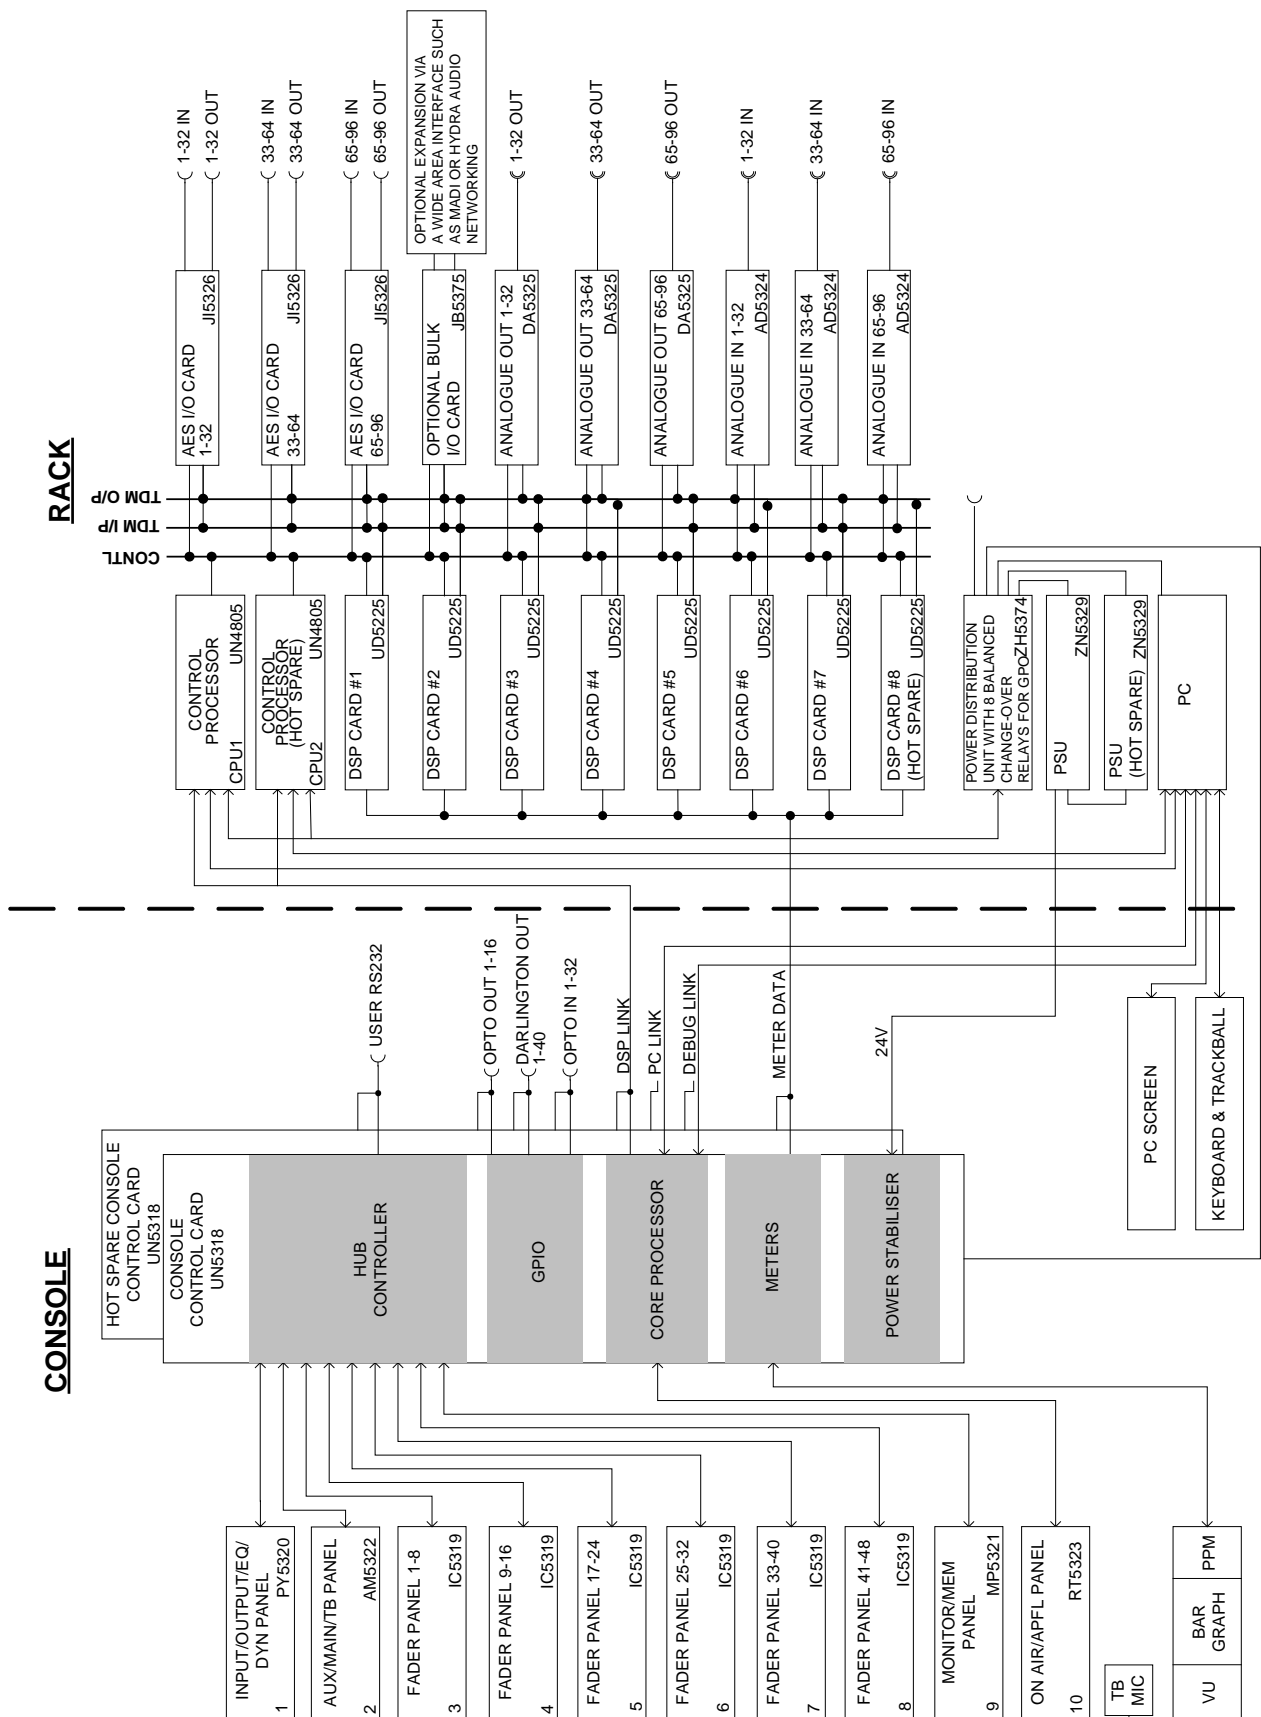 RACK
TDM O/P
TDM I/P
CONTL
1-32 IN
1-32 OUT
33-64 IN
33-64 OUT
65-96 IN
65-96 OUT
OPTIONAL EXPANSION VIA
A WIDE AREA INTERFACE SUCH
AS MADI OR HYDRA AUDIO
NETWORKING
1-32 OUT
33-64 OUT
65-96 OUT
1-32 IN
33-64 IN
65-96 IN
AES I/O CARD
1-32
JI5326
AES I/O CARD
33-64
JI5326
AES I/O CARD
65-96
JI5326
OPTIONAL BULK
I/O CARD
JB5375
ANALOGUE OUT 1-32
DA5325
ANALOGUE OUT 33-64
DA5325
ANALOGUE OUT 65-96
DA5325
ANALOGUE IN 1-32
AD5324
ANALOGUE IN 33-64
AD5324
ANALOGUE IN 65-96
AD5324
CONTROL
PROCESSOR
CPU1
UN4805
CONTROL
PROCESSOR
(HOT SPARE)
CPU2
UN4805
DSP CARD #1
UD5225
DSP CARD #2
UD5225
DSP CARD #3
UD5225
DSP CARD #4
UD5225
DSP CARD #5
UD5225
DSP CARD #6
UD5225
DSP CARD #7
UD5225
DSP CARD #8
(HOT SPARE)
UD5225
POWER DISTRIBUTION
UNIT WITH 8 BALANCED
CHANGE-OVER
RELAYS FOR GPO
ZH5374
PSU
ZN5329
PSU
(HOT SPARE)
ZN5329
PC
CONSOLE
USER RS232
OPTO OUT 1-16
DARLINGTON OUT
1-40
OPTO IN 1-32
DSP LINK
PC LINK
DEBUG LINK
METER DATA
24V
PC SCREEN
KEYBOARD & TRACKBALL
HOT SPARE CONSOLE
CONTROL CARD
UN5318
CONSOLE
CONTROL CARD
UN5318
HUB
CONTROLLER
GPIO
CORE PROCESSOR
METERS
POWER STABILISER
INPUT/OUTPUT/EQ/
DYN PANEL
1
PY5320
AUX/MAIN/TB PANEL
2
AM5322
FADER PANEL 1-8
3
IC5319
FADER PANEL 9-16
4
IC5319
FADER PANEL 17-24
5
IC5319
FADER PANEL 25-32
6
IC5319
FADER PANEL 33-40
7
IC5319
FADER PANEL 41-48
8
IC5319
MONITOR/MEM
PANEL
9
MP5321
ON AIR/APFL PANEL
10
RT5323
TB
MIC
VU
BAR
GRAPH
PPM